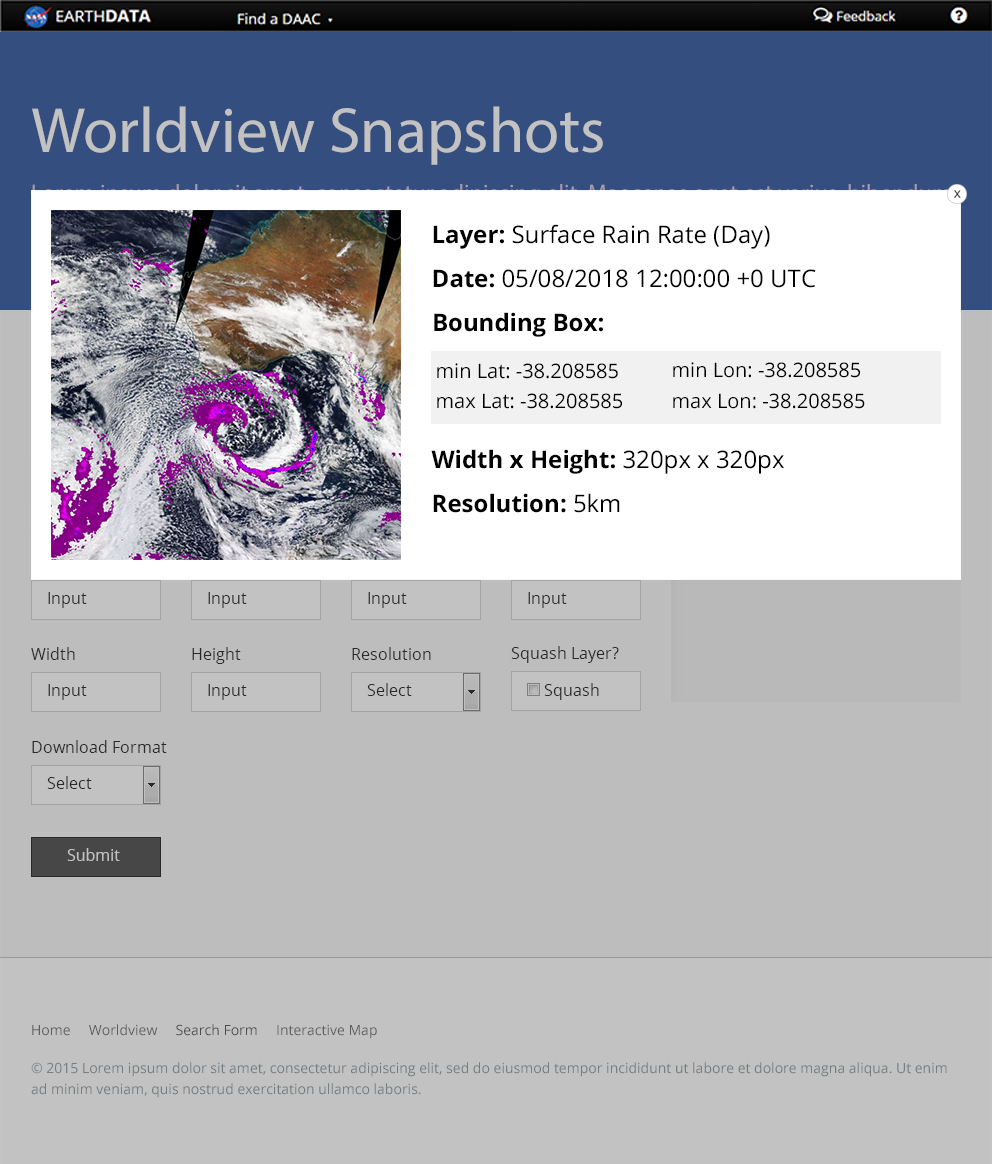 EARTHDATA
Find a DAAC
Feedback
?
Worldview Snapshots
Lorem ipsum dolor sit amet, consectetur adipiscing elit. Maecenas eget est varius, bibendum
x
Layer: Surface Rain Rate (Day)
Date: 05/08/2018 12:00:00 +0 UTC
Bounding Box:
min Lat: -38.208585 min Lon: -38.208585
max Lat: -38.208585 max Lon: -38.208585
Width x Height: 320px x 320px
Resolution: 5km
Input Input Input Input
Width Height Resolution Squash Layer?
Input Input Select Squash
Download Format
Select
Submit
Home Worldview Search Form Interactive Map
© 2015 Lorem ipsum dolor sit amet, consectetur adipiscing elit, sed do eiusmod tempor incididunt ut labore et dolore magna aliqua. Ut enim
ad minim veniam, quis nostrud exercitation ullamco laboris.